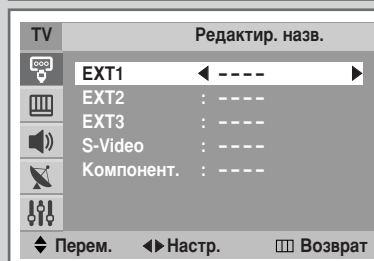 TV Редактир. назв.
EXT1 ◀ ---- ▶
EXT2 : ----
EXT3 : ----
S-Video : ----
Компонент. : ----
Перем. Настр. Возврат